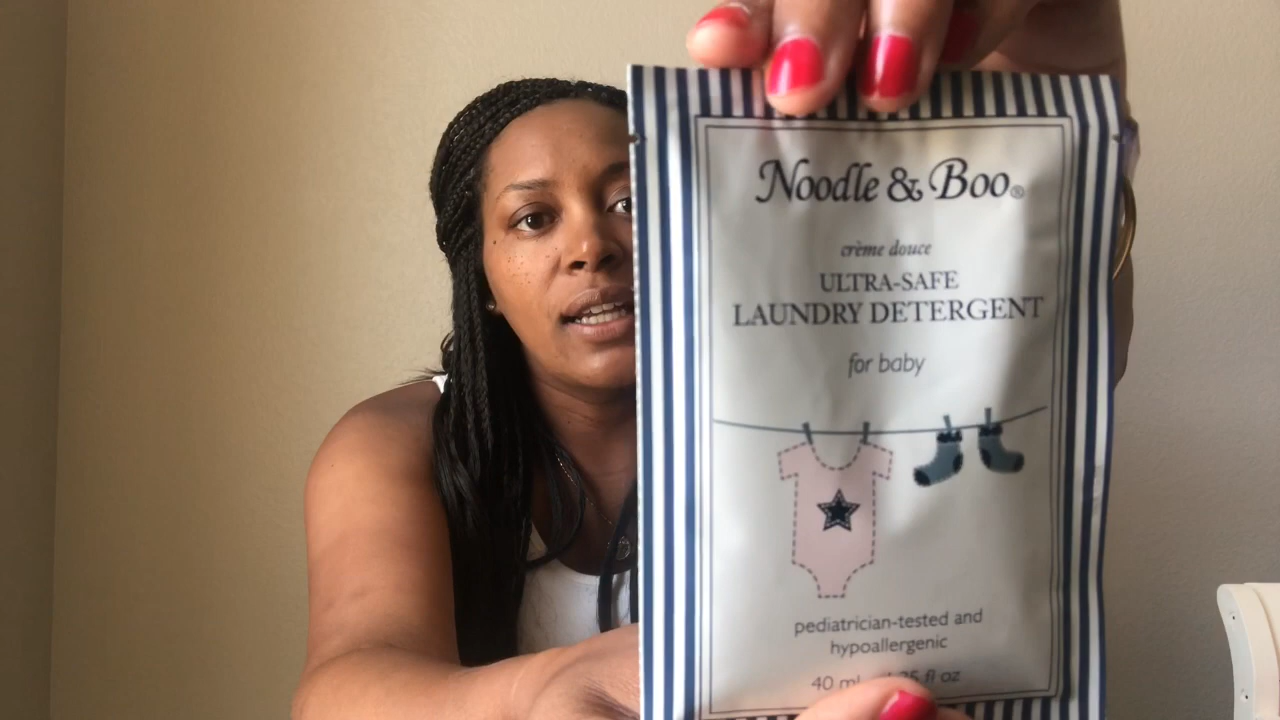 Noodle & Boo®
crème douce
ULTRA-SAFE
LAUNDRY DETERGENT
for baby
pediatrician-tested and
hypoallergenic
40 ml fl oz